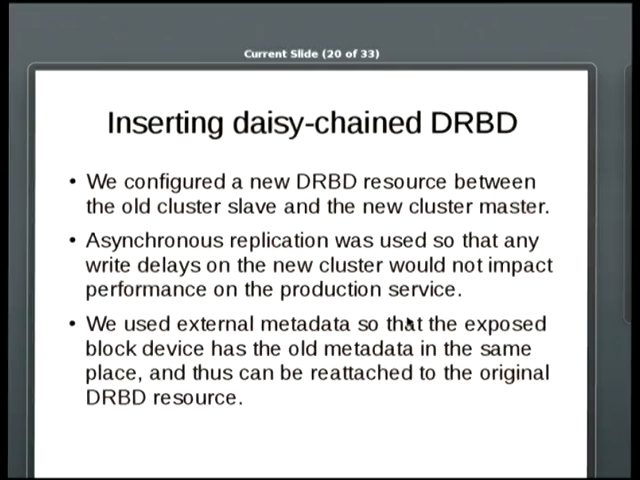 Current Slide (20 of 33)
Inserting daisy-chained DRBD
• We configured a new DRBD resource between
the old cluster slave and the new cluster master.
• Asynchronous replication was used so that any
write delays on the new cluster would not impact
performance on the production service.
• We used external metadata so that the exposed
block device has the old metadata in the same
place, and thus can be reattached to the original
DRBD resource.